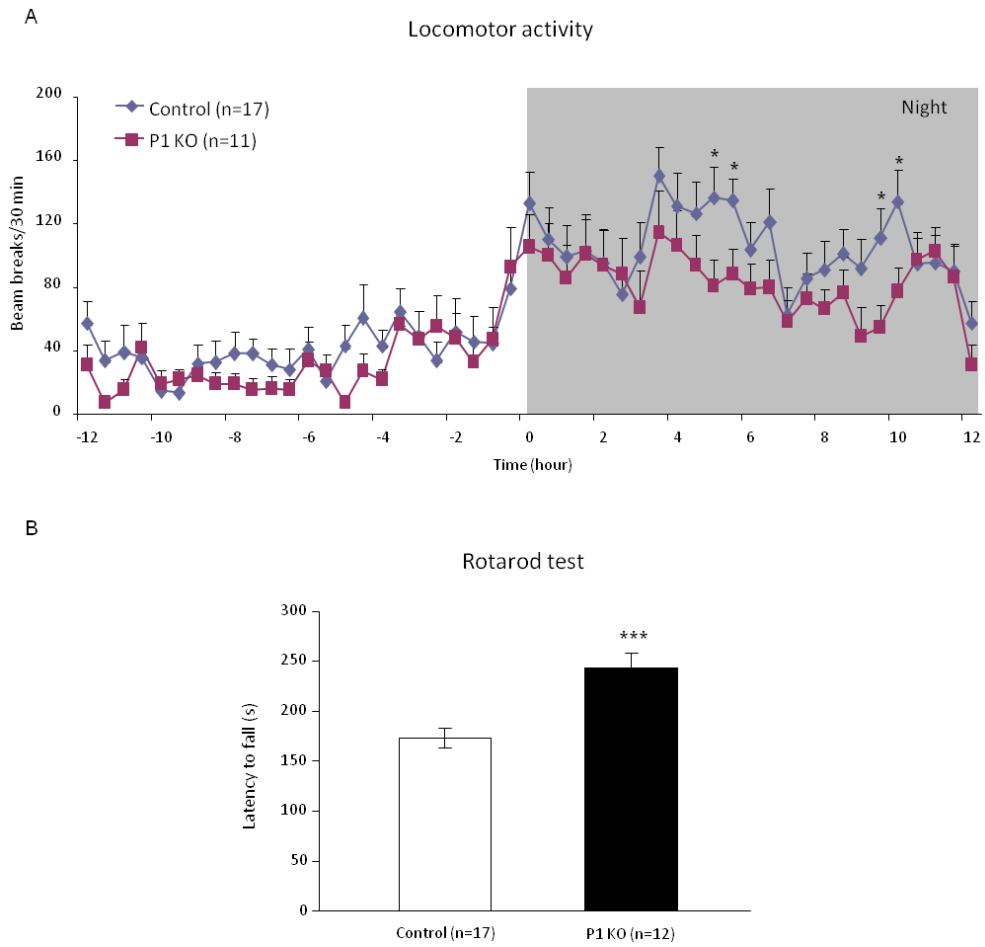 A
Locomotor activity
Beam breaks/30 min
200
160
120
80
40
0
Control (n=17)
P1 KO (n=11)
Night
* * * *
-12 -10 -8 -6 -4 -2 0 2 4 6 8 10 12
Time (hour)
B
Rotarod test
Latency to fall (s)
300
250
200
150
100
50
0
***
Control (n=17) P1 KO (n=12)